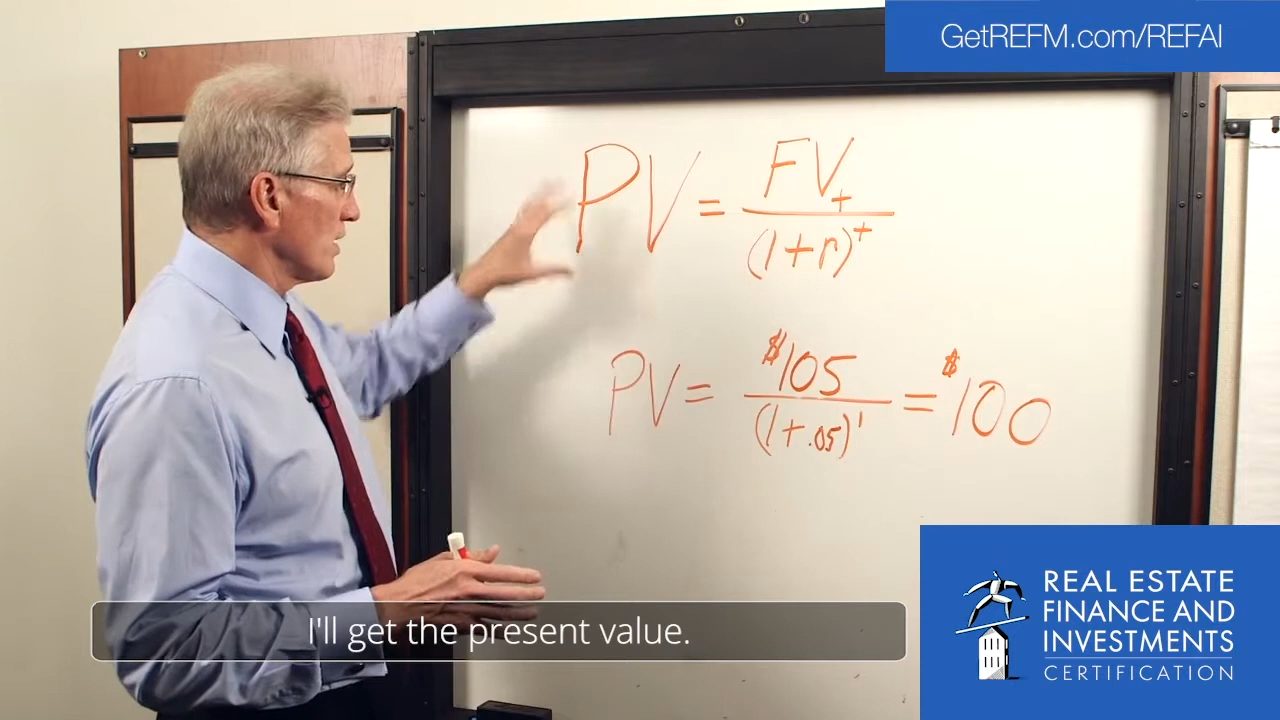 GetREFM.com/REFAI
PV = FVt
(1+r)^t
PV = $105 = $100
(1+.05)^1
I'll get the present value.
REAL ESTATE
FINANCE AND
INVESTMENTS
CERTIFICATION